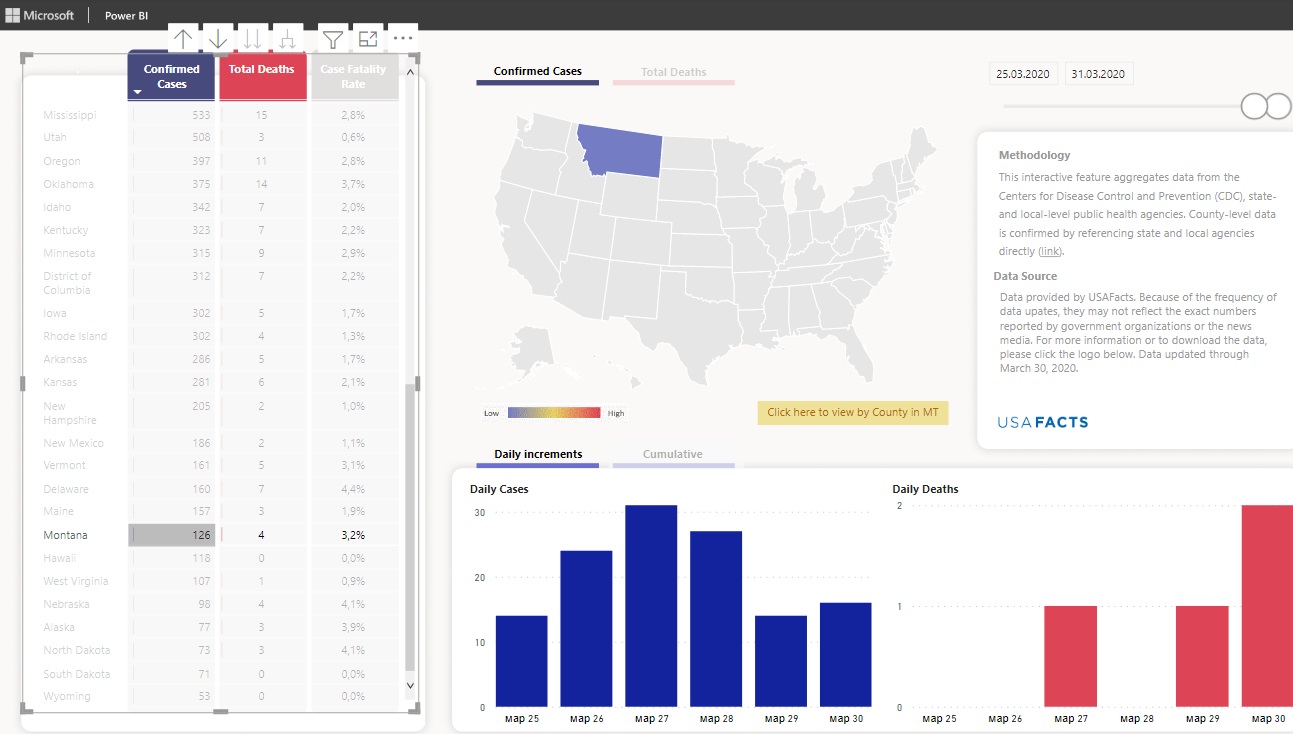 Microsoft Power BI
Confirmed Cases Total Deaths Case Fatality Rate
Mississippi 533 15 2,8%
Utah 508 3 0,6%
Oregon 397 11 2,8%
Oklahoma 375 14 3,7%
Idaho 342 7 2,0%
Kentucky 323 7 2,2%
Minnesota 315 9 2,9%
District of Columbia 312 7 2,2%
Iowa 302 5 1,7%
Rhode Island 302 4 1,3%
Arkansas 286 5 1,7%
Kansas 281 6 2,1%
New Hampshire 205 2 1,0%
New Mexico 186 2 1,1%
Vermont 161 5 3,1%
Delaware 160 7 4,4%
Maine 157 3 1,9%
Montana 126 4 3,2%
Hawaii 118 0 0,0%
West Virginia 107 1 0,9%
Nebraska 98 4 4,1%
Alaska 77 3 3,9%
North Dakota 73 3 4,1%
South Dakota 71 0 0,0%
Wyoming 53 0 0,0%
Confirmed Cases Total Deaths
Low High
Click here to view by County in MT
25.03.2020 31.03.2020
Methodology
This interactive feature aggregates data from the
Centers for Disease Control and Prevention (CDC), state-
and local-level public health agencies. County-level data
is confirmed by referencing state and local agencies
directly (link).
Data Source
Data provided by USAFacts. Because of the frequency of
data upates, they may not reflect the exact numbers
reported by government organizations or the news
media. For more information or to download the data,
please click the logo below. Data updated through
March 30, 2020.
USAFACTS
Daily increments Cumulative
Daily Cases
30
20
10
0
мар 25 мар 26 мар 27 мар 28 мар 29 мар 30
Daily Deaths
2
1
0
мар 25 мар 26 мар 27 мар 28 мар 29 мар 30